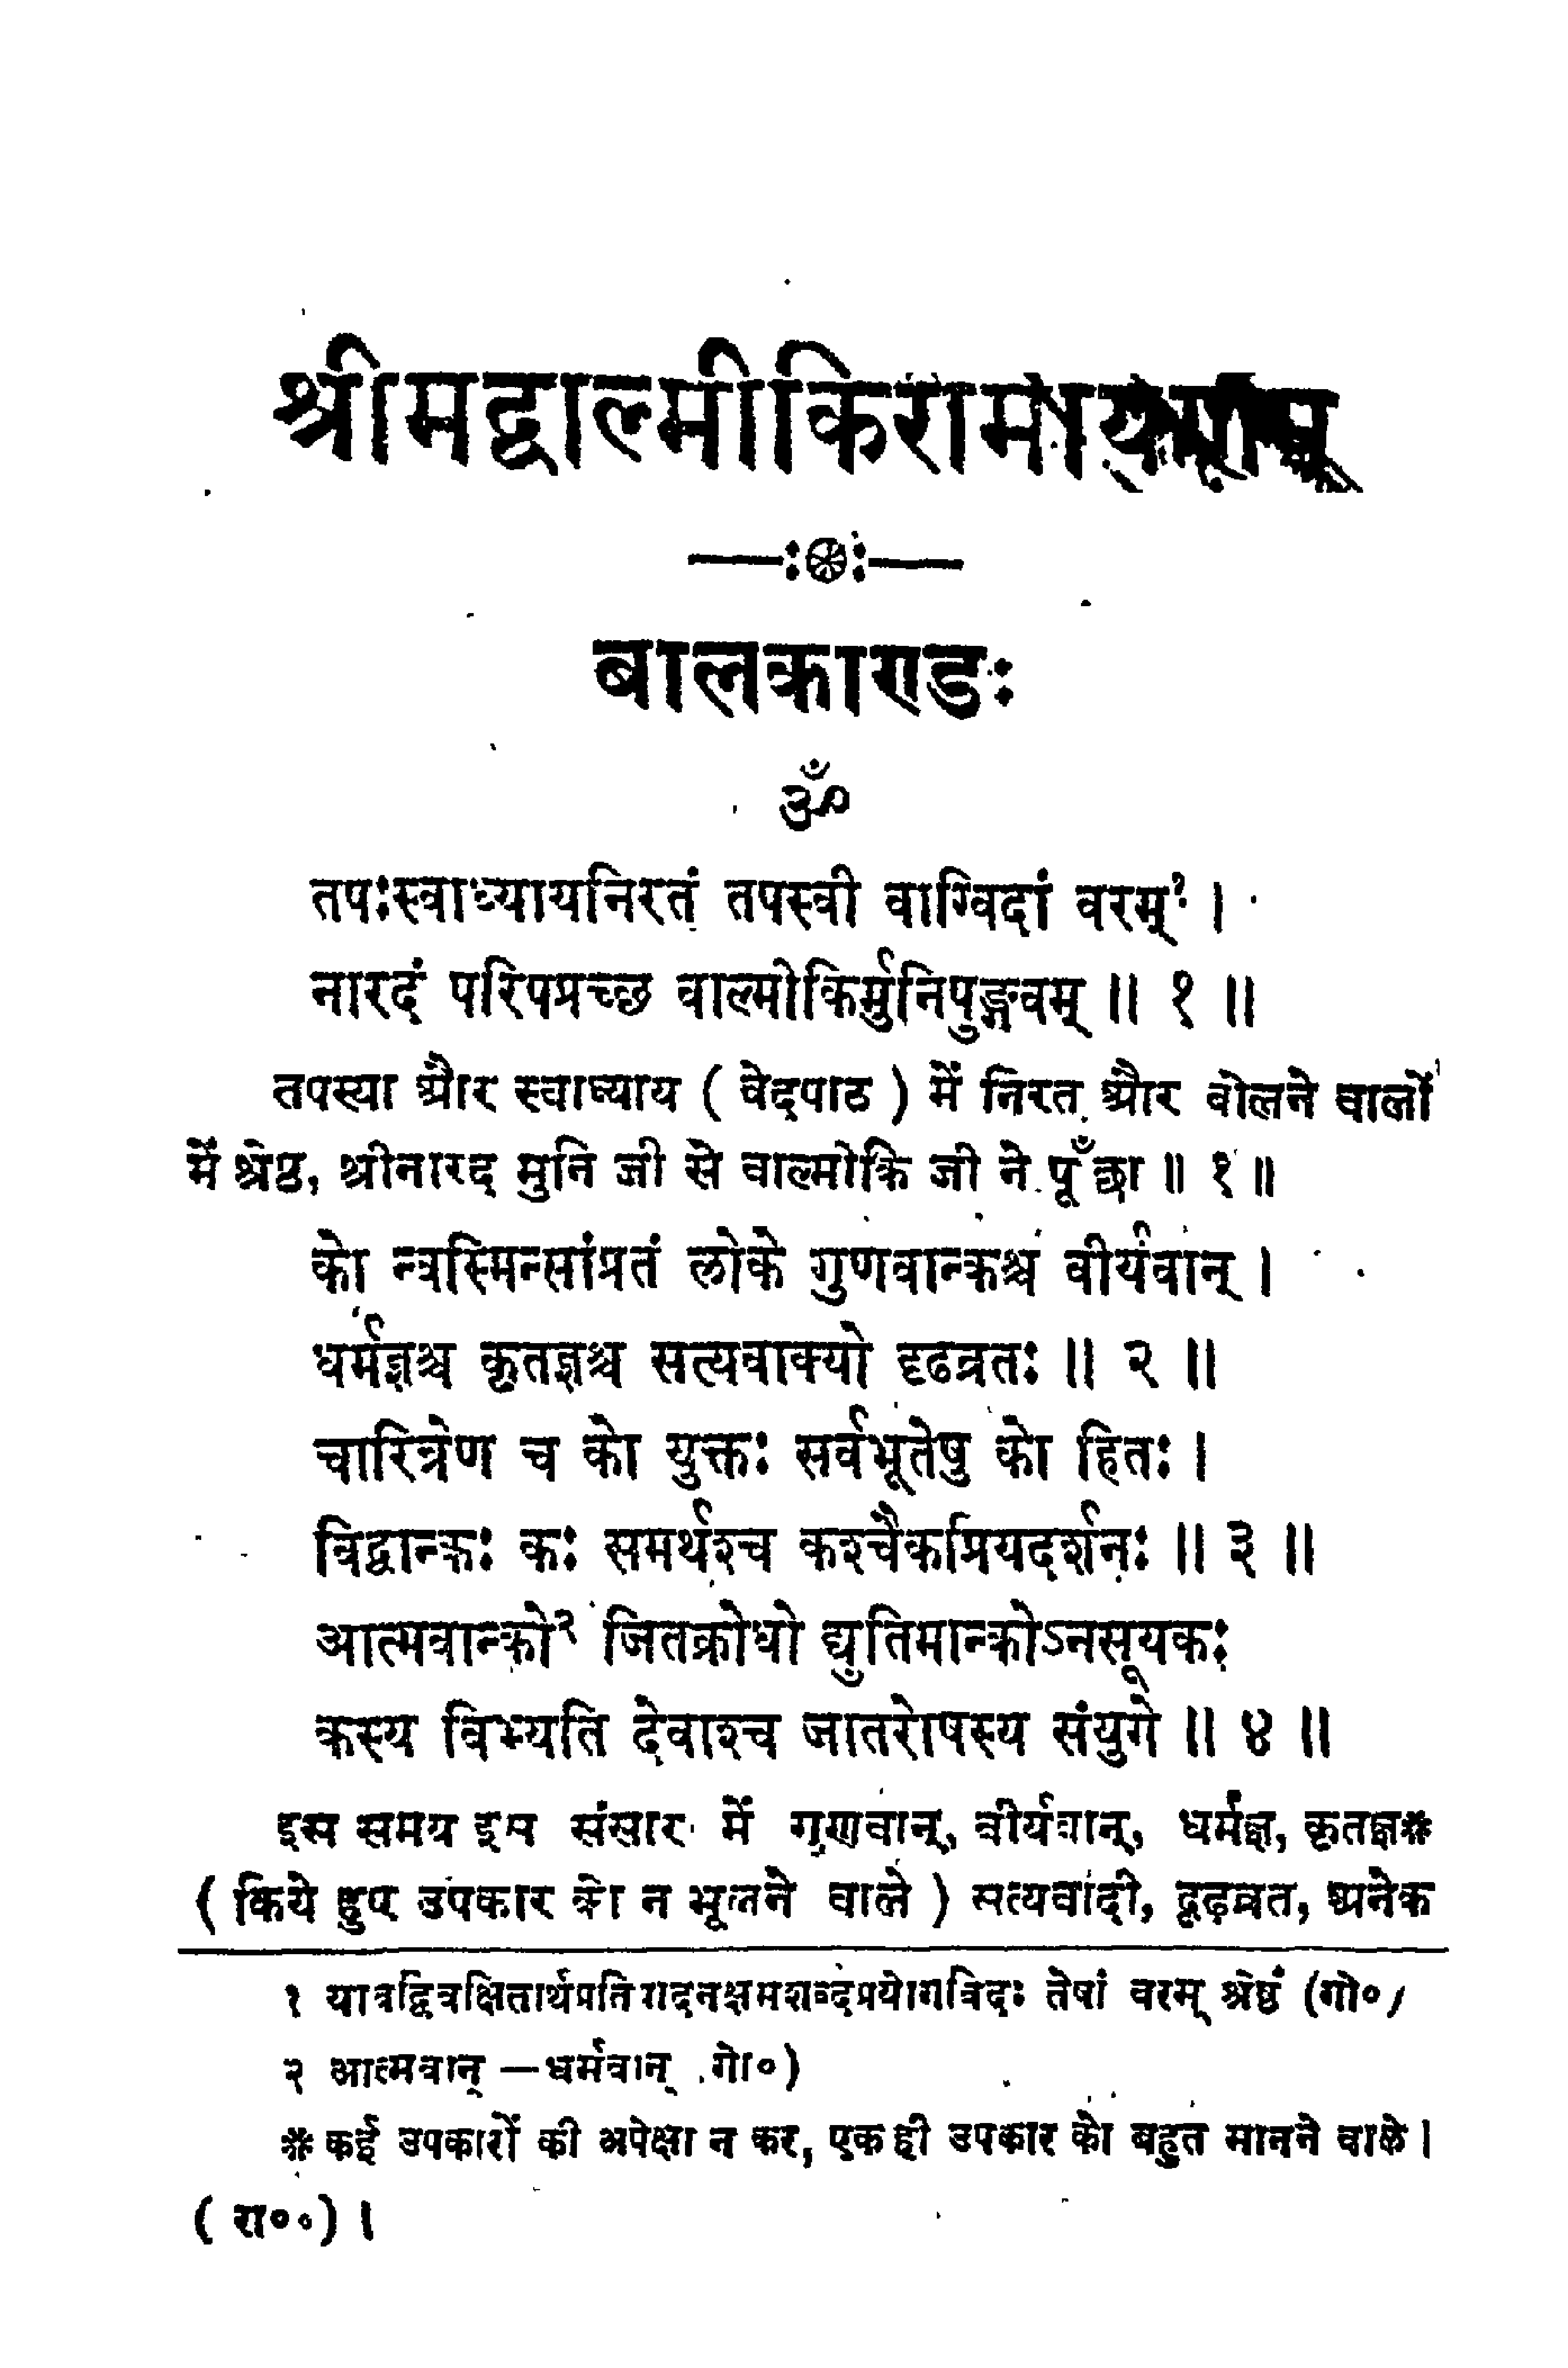 श्रीमद्वाल्मीकिरामायणम्
बालकाण्डः
ॐ
तपःस्वाध्यायनिरतं तपस्वी वाग्विदां वरम्¹ ।
नारदं परिपप्रच्छ वाल्मीकिर्मुनिपुङ्गवम् ॥ १ ॥
तपस्या और स्वाध्याय ( वेदपाठ ) में निरत और बोलने वालों
में श्रेष्ठ, श्रीनारद मुनि जी से वाल्मीकि जी ने पूँछा ॥ १ ॥
को न्वस्मिन्सांप्रतं लोके गुणवान्कश्च वीर्यवान् ।
धर्मज्ञश्च कृतज्ञश्च सत्यवाक्यो दृढव्रतः ॥ २ ॥
चारित्रेण च को युक्तः सर्वभूतेषु को हितः ।
विद्वान्कः कः समर्थश्च कश्चैकप्रियदर्शनः ॥ ३ ॥
आत्मवान्को² जितक्रोधो द्युतिमान्कोऽनसूयकः
कस्य बिभ्यति देवाश्च जातरोषस्य संयुगे ॥ ४ ॥
इस समय इस संसार में गुणवान्, वीर्यवान्, धर्मज्ञ, कृतज्ञ*
( किये हुए उपकार को न भूलने वाले ) सत्यवादी, दृढ़व्रत, अनेक
१ यावद्विवक्षितार्थप्रतिपादनक्षमशब्दप्रयोगविदः तेषां वरम् श्रेष्ठं (गो०)
२ आत्मवान् —धर्मवान् गो०)
* कई उपकारों की अपेक्षा न कर, एक ही उपकार को बहुत मानने वाले ।
( रा०० ) ।